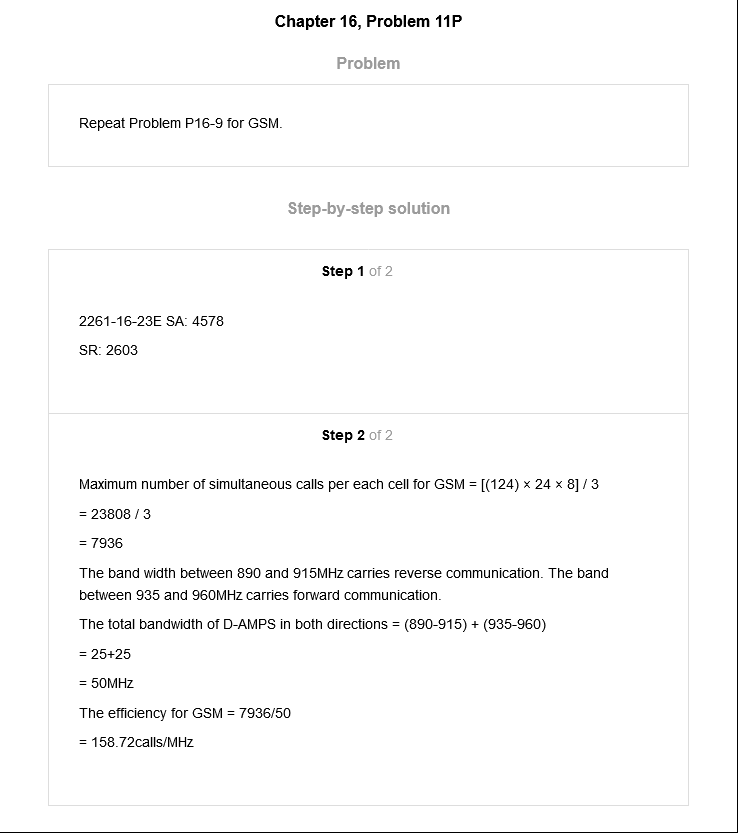 Chapter 16, Problem 11P
Problem
Repeat Problem P16-9 for GSM.
Step-by-step solution
Step 1 of 2
2261-16-23E SA: 4578
SR: 2603
Step 2 of 2
Maximum number of simultaneous calls per each cell for GSM = [(124) × 24 × 8] / 3
= 23808 / 3
= 7936
The band width between 890 and 915MHz carries reverse communication. The band
between 935 and 960MHz carries forward communication.
The total bandwidth of D-AMPS in both directions = (890-915) + (935-960)
= 25+25
= 50MHz
The efficiency for GSM = 7936/50
= 158.72calls/MHz